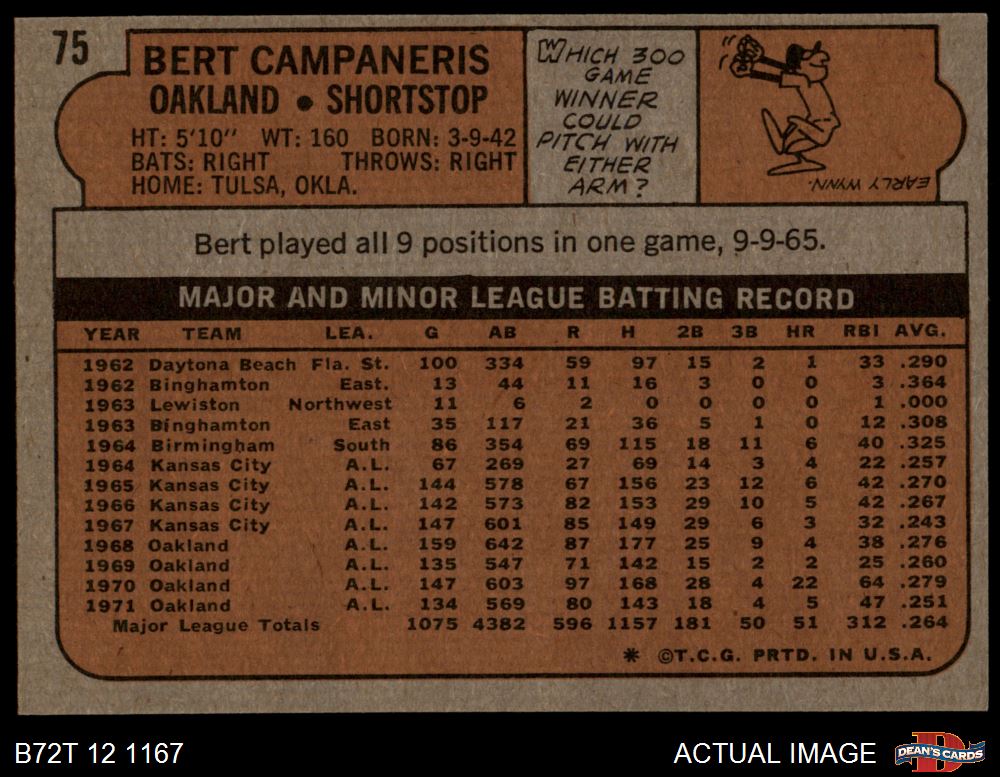 75
BERT CAMPANERIS
OAKLAND • SHORTSTOP
HT: 5'10" WT: 160 BORN: 3-9-42
BATS: RIGHT THROWS: RIGHT
HOME: TULSA, OKLA.
WHICH 300
GAME
WINNER
COULD
PITCH WITH
EITHER
ARM?
EARLY WYNN.
Bert played all 9 positions in one game, 9-9-65.
MAJOR AND MINOR LEAGUE BATTING RECORD
YEAR TEAM LEA. G AB R H 2B 3B HR RBI AVG.
1962 Daytona Beach Fla. St. 100 334 59 97 15 2 1 33 .290
1962 Binghamton East. 13 44 11 16 3 0 0 3 .364
1963 Lewiston Northwest 11 6 2 0 0 0 0 1 .000
1963 Binghamton East 35 117 21 36 5 1 0 12 .308
1964 Birmingham South 86 354 69 115 18 11 6 40 .325
1964 Kansas City A.L. 67 269 27 69 14 3 4 22 .257
1965 Kansas City A.L. 144 578 67 156 23 12 6 42 .270
1966 Kansas City A.L. 142 573 82 153 29 10 5 42 .267
1967 Kansas City A.L. 147 601 85 149 29 6 3 32 .243
1968 Oakland A.L. 159 642 87 177 25 9 4 38 .276
1969 Oakland A.L. 135 547 71 142 15 2 2 25 .260
1970 Oakland A.L. 147 603 97 168 28 4 22 64 .279
1971 Oakland A.L. 134 569 80 143 18 4 5 47 .251
Major League Totals 1075 4382 596 1157 181 50 51 312 .264
* ©T.C.G. PRTD. IN U.S.A.
B72T 12 1167
ACTUAL IMAGE
D
DEAN'S CARDS